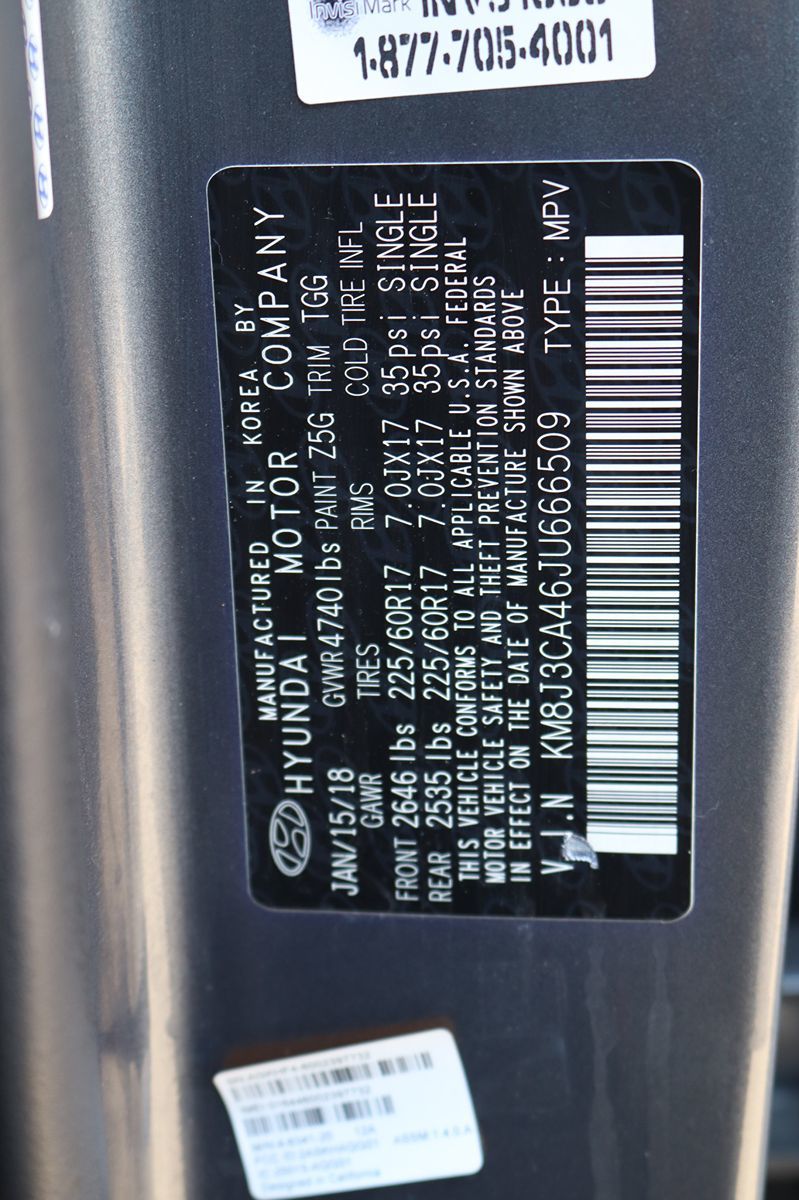 InvisiMark
1-877-705-4001
MANUFACTURED IN KOREA BY
HYUNDAI MOTOR COMPANY
JAN/15/18 GVWR 4740lbs PAINT Z5G TRIM TGG
GAWR TIRES RIMS COLD TIRE INFL
FRONT 2646 lbs 225/60R17 7.0JX17 35psi SINGLE
REAR 2535 lbs 225/60R17 7.0JX17 35psi SINGLE
THIS VEHICLE CONFORMS TO ALL APPLICABLE U.S.A. FEDERAL
MOTOR VEHICLE SAFETY AND THEFT PREVENTION STANDARDS
IN EFFECT ON THE DATE OF MANUFACTURE SHOWN ABOVE
V.I.N KM8J3CA46JU666509 TYPE : MPV
Designed in California